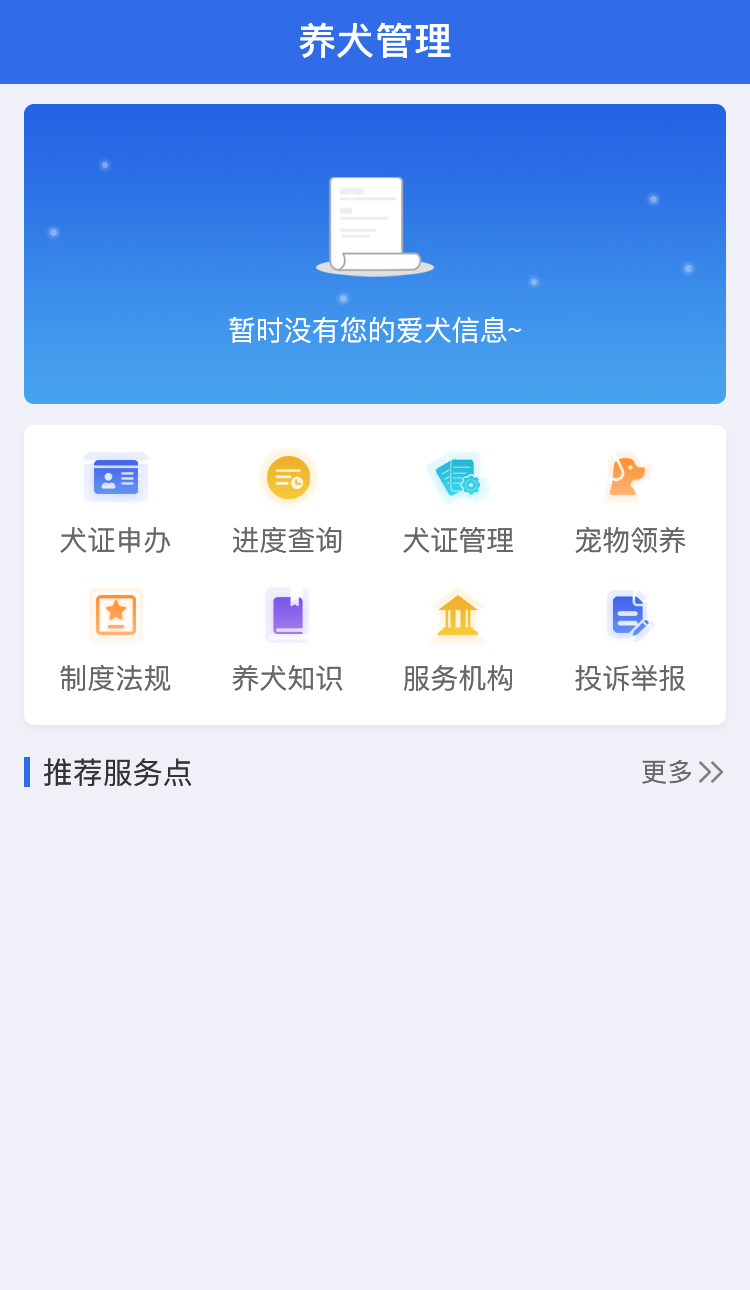 养犬管理
暂时没有您的爱犬信息~
犬证申办 进度查询 犬证管理 宠物领养
制度法规 养犬知识 服务机构 投诉举报
推荐服务点 更多